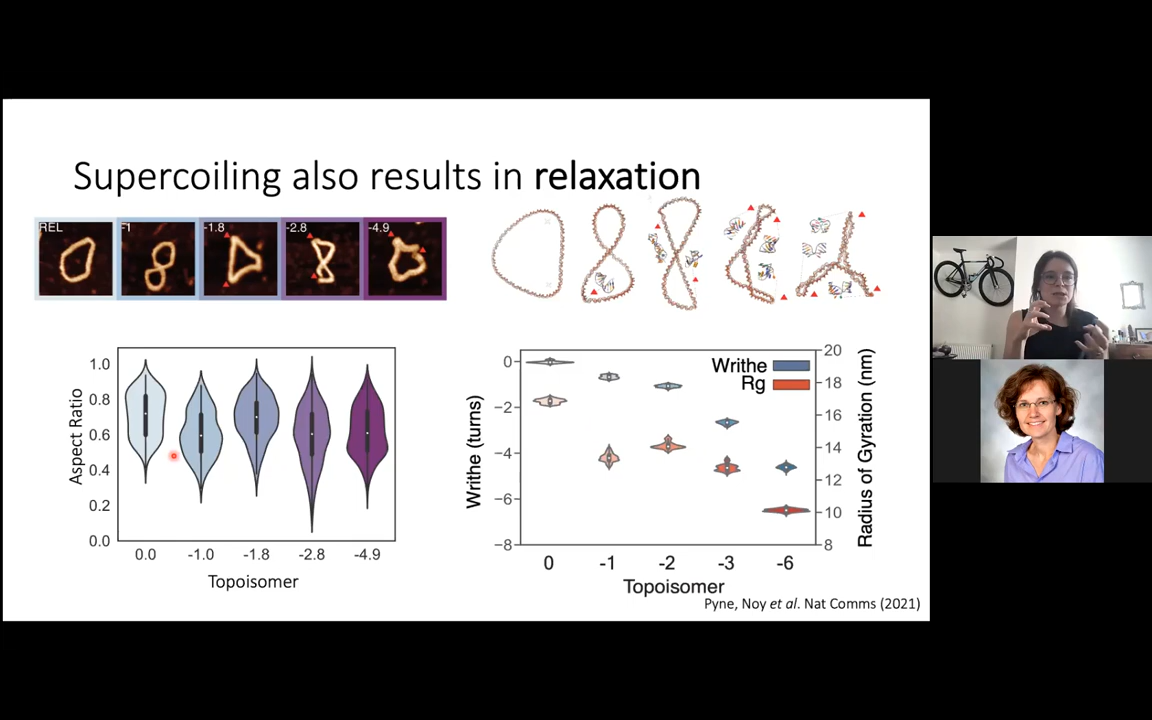 Supercoiling also results in relaxation
REL
-1
-1.8
-2.8
-4.9
Aspect Ratio
1.0
0.8
0.6
0.4
0.2
0.0
0.0 -1.0 -1.8 -2.8 -4.9
Topoisomer
Writhe (turns)
0
−2
−4
−6
−8
Writhe
Rg
20
18
16
14
12
10
8
Radius of Gyration (nm)
0 -1 -2 -3 -6
Topoisomer
Pyne, Noy et al. Nat Comms (2021)